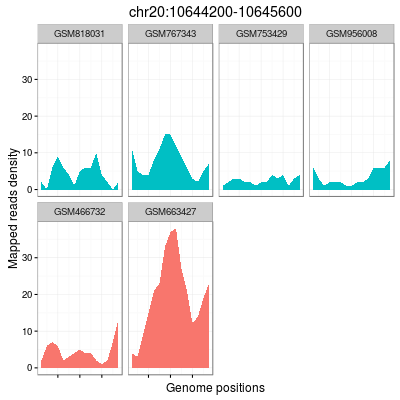 chr20:10644200-10645600
GSM818031 GSM767343 GSM753429 GSM956008
30
20
10
0
GSM466732 GSM663427
30
20
10
0
Mapped reads density
Genome positions